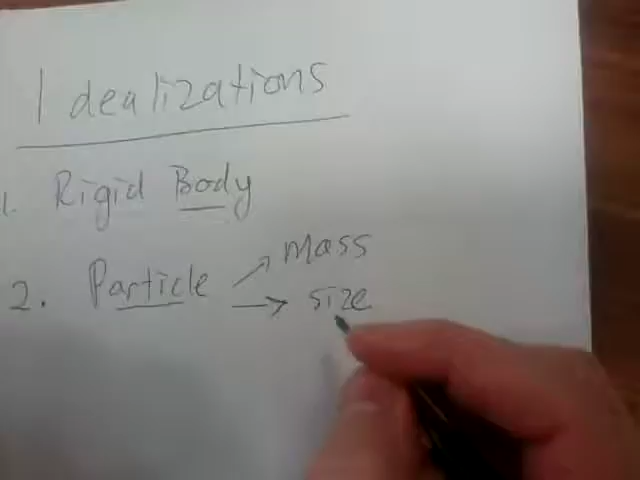 Idealizations
1. Rigid Body
2. Particle → mass
→ size